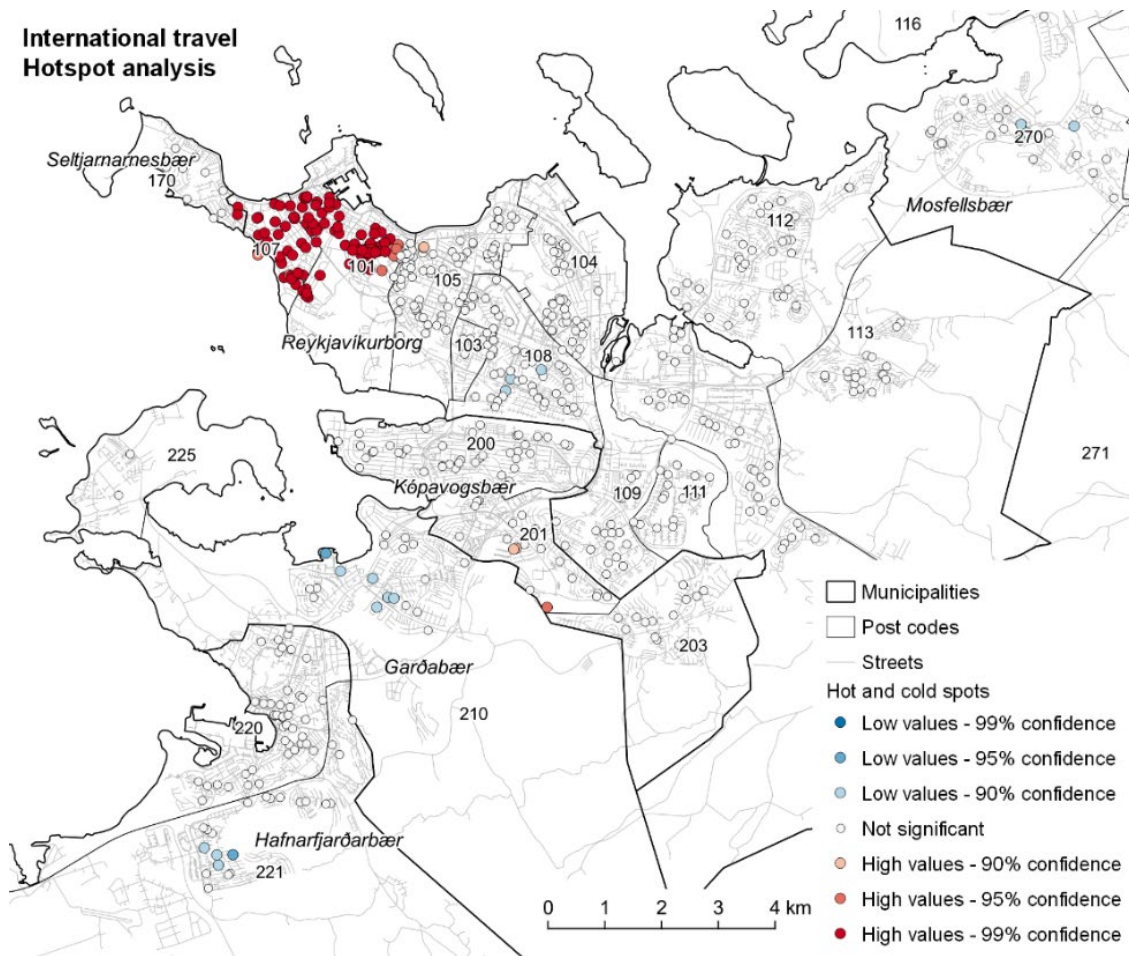 International travel
Hotspot analysis
116
Seltjarnarnesbær
170
270
Mosfellsbær
112
107
101
104
105
113
Reykjavíkurborg
103
108
225
200
271
Kópavogsbær
109
111
201
203
Garðabær
210
220
Hafnarfjarðarbær
221
Municipalities
Post codes
Streets
Hot and cold spots
Low values - 99% confidence
Low values - 95% confidence
Low values - 90% confidence
Not significant
High values - 90% confidence
High values - 95% confidence
High values - 99% confidence
0 1 2 3 4 km